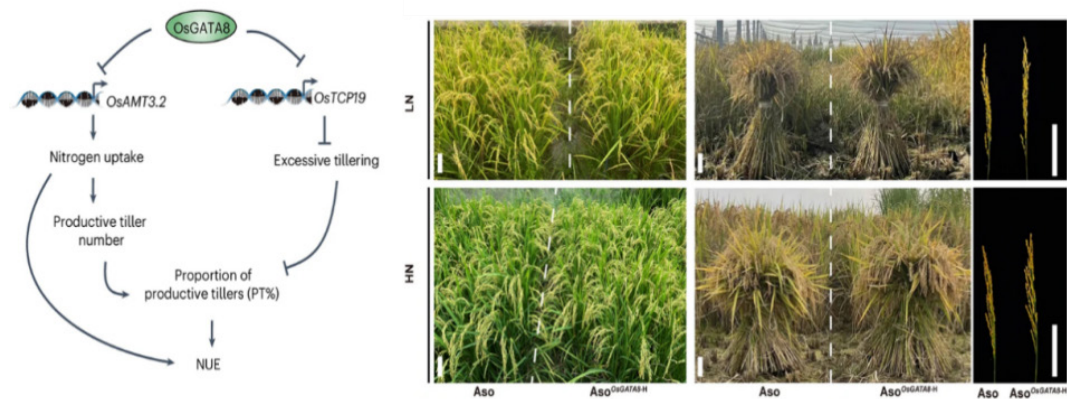 OsGATA8
OsAMT3.2
OsTCP19
Nitrogen uptake
Excessive tillering
Productive tiller
number
Proportion of
productive tillers (PT%)
NUE
LN
HN
Aso
Aso^OsGATA8-H
Aso
Aso^OsGATA8-H
Aso
Aso^OsGATA8-H